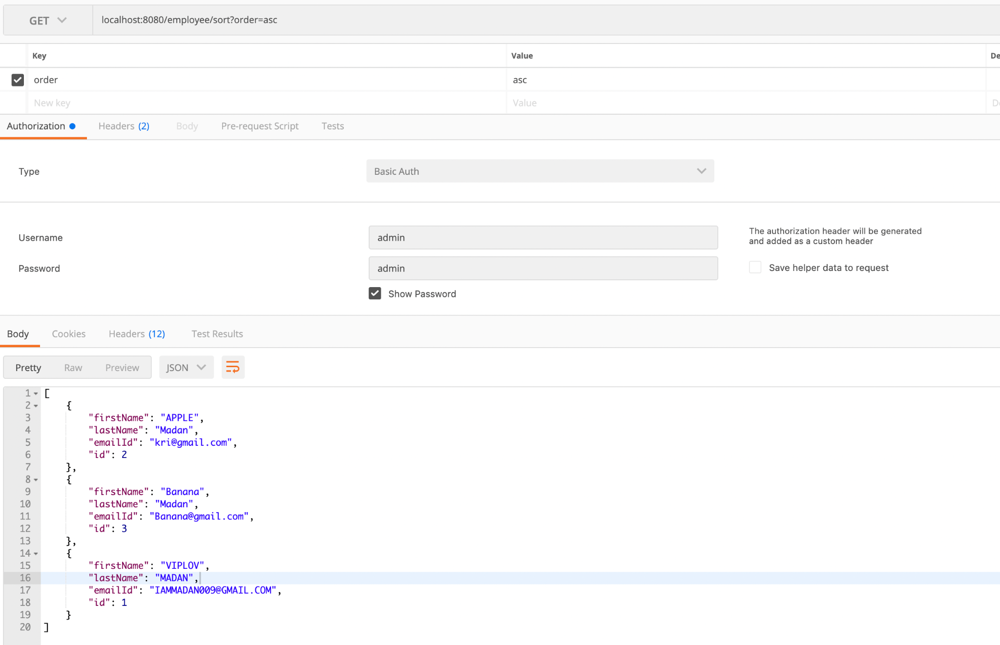 GET localhost:8080/employee/sort?order=asc
Key Value De
order asc
New key Value
Authorization Headers (2) Body Pre-request Script Tests
Type Basic Auth
Username admin The authorization header will be generated
and added as a custom header
Password admin Save helper data to request
Show Password
Body Cookies Headers (12) Test Results
Pretty Raw Preview JSON
1 [
2 {
3 "firstName": "APPLE",
4 "lastName": "Madan",
5 "emailId": "kri@gmail.com",
6 "id": 2
7 },
8 {
9 "firstName": "Banana",
10 "lastName": "Madan",
11 "emailId": "Banana@gmail.com",
12 "id": 3
13 },
14 {
15 "firstName": "VIPLOV",
16 "lastName": "MADAN",
17 "emailId": "IAMMADAN009@GMAIL.COM",
18 "id": 1
19 }
20 ]